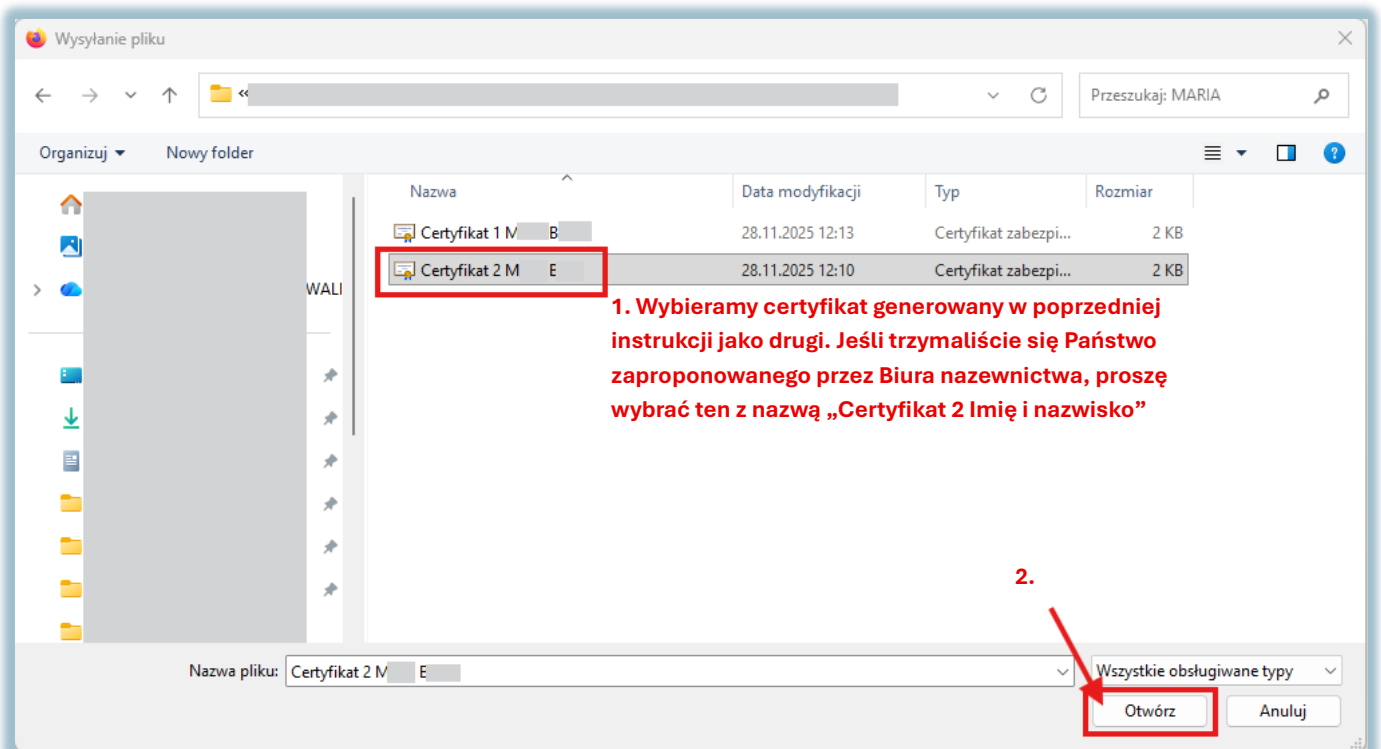 Wysyłanie pliku
«
Przeszukaj: MARIA
Organizuj
Nowy folder
Nazwa
Data modyfikacji
Typ
Rozmiar
Certyfikat 1 M B
28.11.2025 12:13
Certyfikat zabezpi...
2 KB
Certyfikat 2 M
28.11.2025 12:10
Certyfikat zabezpi...
2 KB
1. Wybieramy certyfikat generowany w poprzedniej
instrukcji jako drugi. Jeśli trzymaliście się Państwo
zaproponowanego przez Biura nazewnictwa, proszę
wybrać ten z nazwą „Certyfikat 2 Imię i nazwisko”
2.
Nazwa pliku:
Certyfikat 2 M
Wszystkie obsługiwane typy
Otwórz
Anuluj